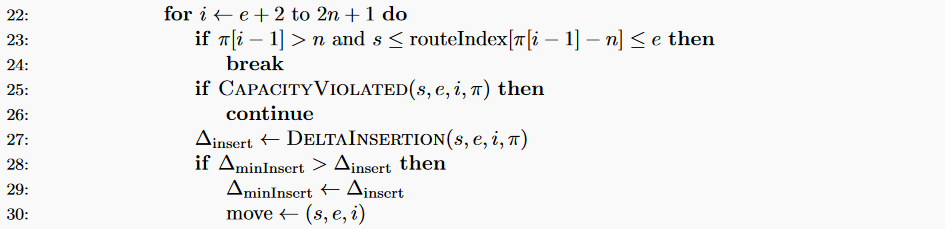 22: for i ← e + 2 to 2n + 1 do
23: if π[i − 1] > n and s ≤ routeIndex[π[i − 1] − n] ≤ e then
24: break
25: if CAPACITYVIOLATED(s, e, i, π) then
26: continue
27: Δinsert ← DELTAINSERTION(s, e, i, π)
28: if ΔminInsert > Δinsert then
29: ΔminInsert ← Δinsert
30: move ← (s, e, i)